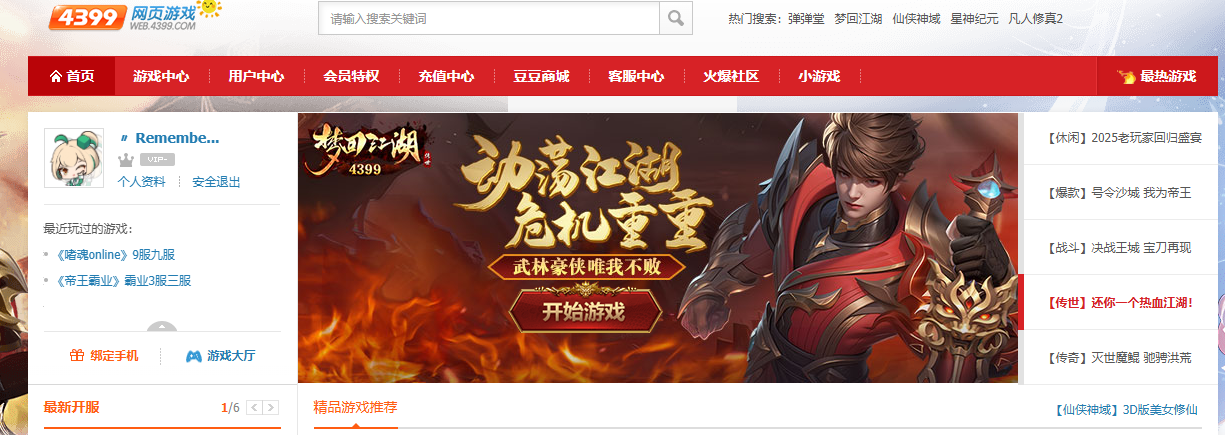 4399 网页游戏
WEB.4399.COM
请输入搜索关键词
热门搜索: 弹弹堂 梦回江湖 仙侠神域 星神纪元 凡人修真2
首页 游戏中心 用户中心 会员特权 充值中心 豆豆商城 客服中心 火爆社区 小游戏 最热游戏
〃 Remembe...
VIP-
个人资料 安全退出
最近玩过的游戏:
《啫魂online》9服九服
《帝王霸业》霸业3服三服
绑定手机 游戏大厅
梦回江湖
传世
4399
动荡江湖
危机重重
武林豪侠唯我不败
开始游戏
【休闲】2025老玩家回归盛宴
【爆款】号令沙城 我为帝王
【战斗】决战王城 宝刀再现
【传世】还你一个热血江湖!
【传奇】灭世魔鲲 驰骋洪荒
最新开服 1/6 < >
精品游戏推荐
【仙侠神域】3D版美女修仙